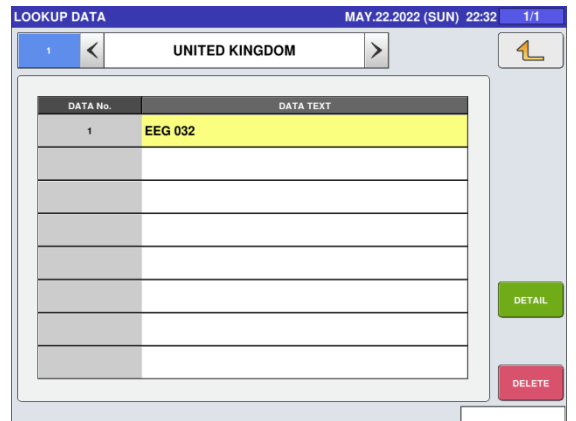 LOOKUP DATA MAY.22.2022 (SUN) 22:32 1/1
1 UNITED KINGDOM
DATA No. DATA TEXT
1 EEG 032
DETAIL
DELETE